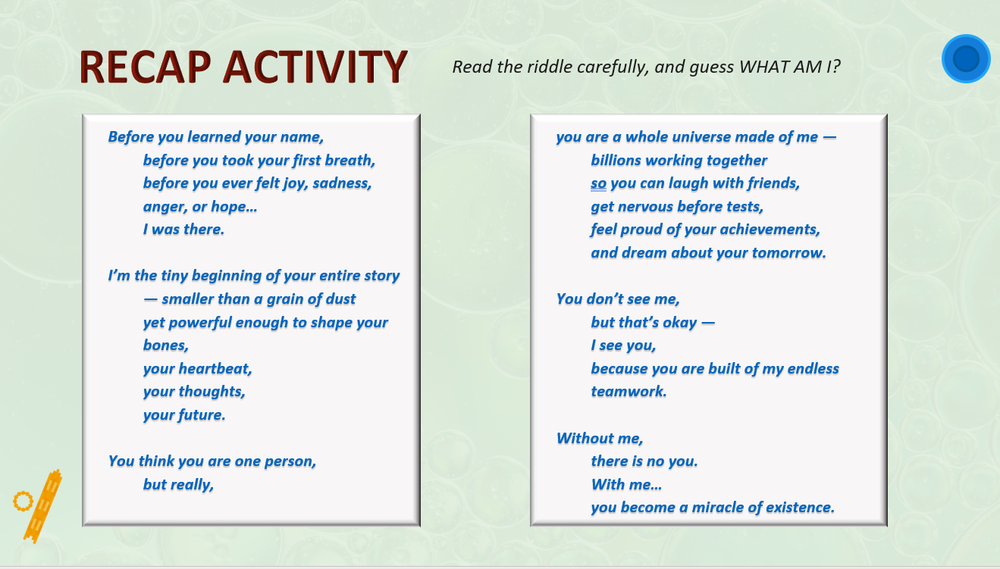 RECAP ACTIVITY
Read the riddle carefully, and guess WHAT AM I?
Before you learned your name,
before you took your first breath,
before you ever felt joy, sadness,
anger, or hope…
I was there.
I’m the tiny beginning of your entire story
— smaller than a grain of dust
yet powerful enough to shape your
bones,
your heartbeat,
your thoughts,
your future.
You think you are one person,
but really,
you are a whole universe made of me —
billions working together
so you can laugh with friends,
get nervous before tests,
feel proud of your achievements,
and dream about your tomorrow.
You don’t see me,
but that’s okay —
I see you,
because you are built of my endless
teamwork.
Without me,
there is no you.
With me…
you become a miracle of existence.